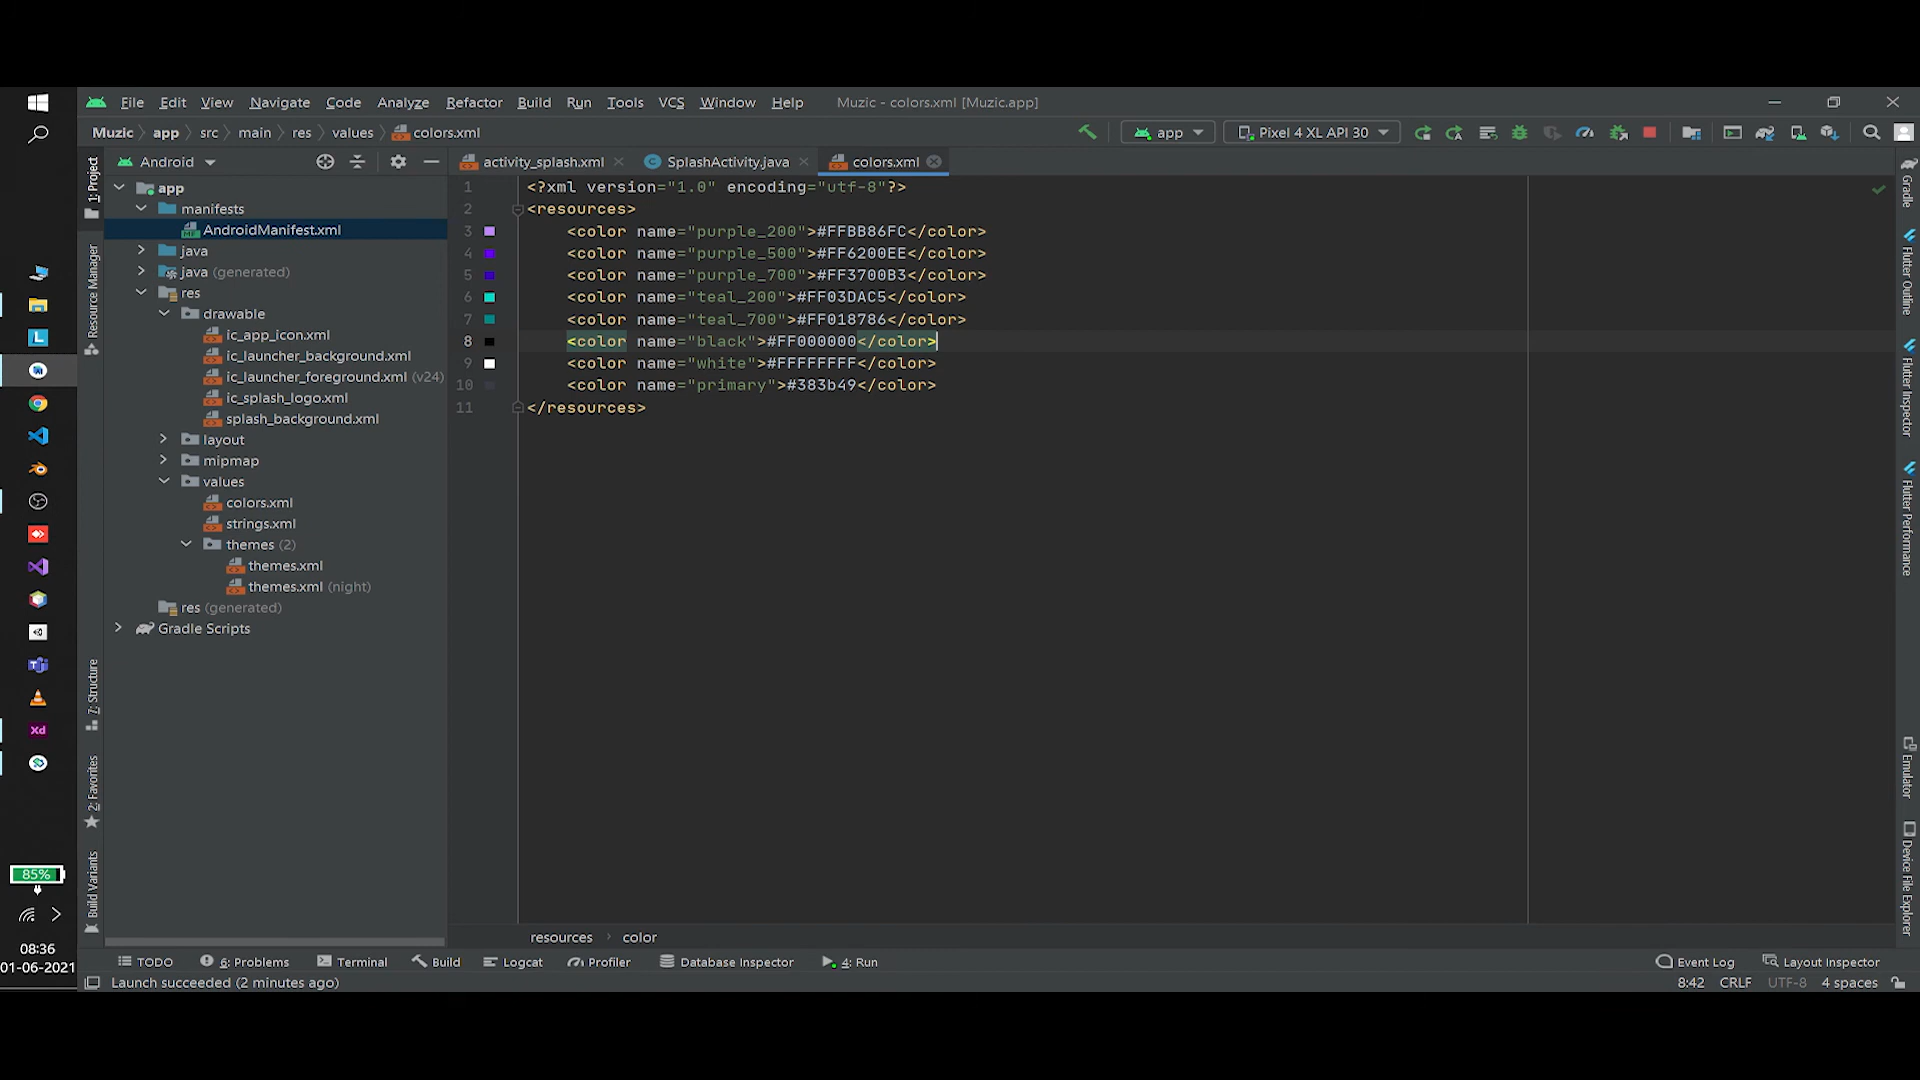 File Edit View Navigate Code Analyze Refactor Build Run Tools VCS Window Help Muzic - colors.xml [Muzic.app]
Muzic app src main res values colors.xml app Pixel 4 XL API 30
Android activity_splash.xml SplashActivity.java colors.xml
1: Project
Resource Manager
7: Structure
2: Favorites
Build Variants
app
manifests
AndroidManifest.xml
java
java (generated)
res
drawable
ic_app_icon.xml
ic_launcher_background.xml
ic_launcher_foreground.xml (v24)
ic_splash_logo.xml
splash_background.xml
layout
mipmap
values
colors.xml
strings.xml
themes (2)
themes.xml
themes.xml (night)
res (generated)
Gradle Scripts
1 <?xml version="1.0" encoding="utf-8"?>
2 <resources>
3 <color name="purple_200">#FFBB86FC</color>
4 <color name="purple_500">#FF6200EE</color>
5 <color name="purple_700">#FF3700B3</color>
6 <color name="teal_200">#FF03DAC5</color>
7 <color name="teal_700">#FF018786</color>
8 <color name="black">#FF000000</color>
9 <color name="white">#FFFFFFFF</color>
10 <color name="primary">#383b49</color>
11 </resources>
Gradle
Flutter Outline
Flutter Inspector
Flutter Performance
Emulator
Device File Explorer
L
Xd
85%
08:36
01-06-2021
resources color
TODO 6: Problems Terminal Build Logcat Profiler Database Inspector 4: Run Event Log Layout Inspector
Launch succeeded (2 minutes ago) 8:42 CRLF UTF-8 4 spaces